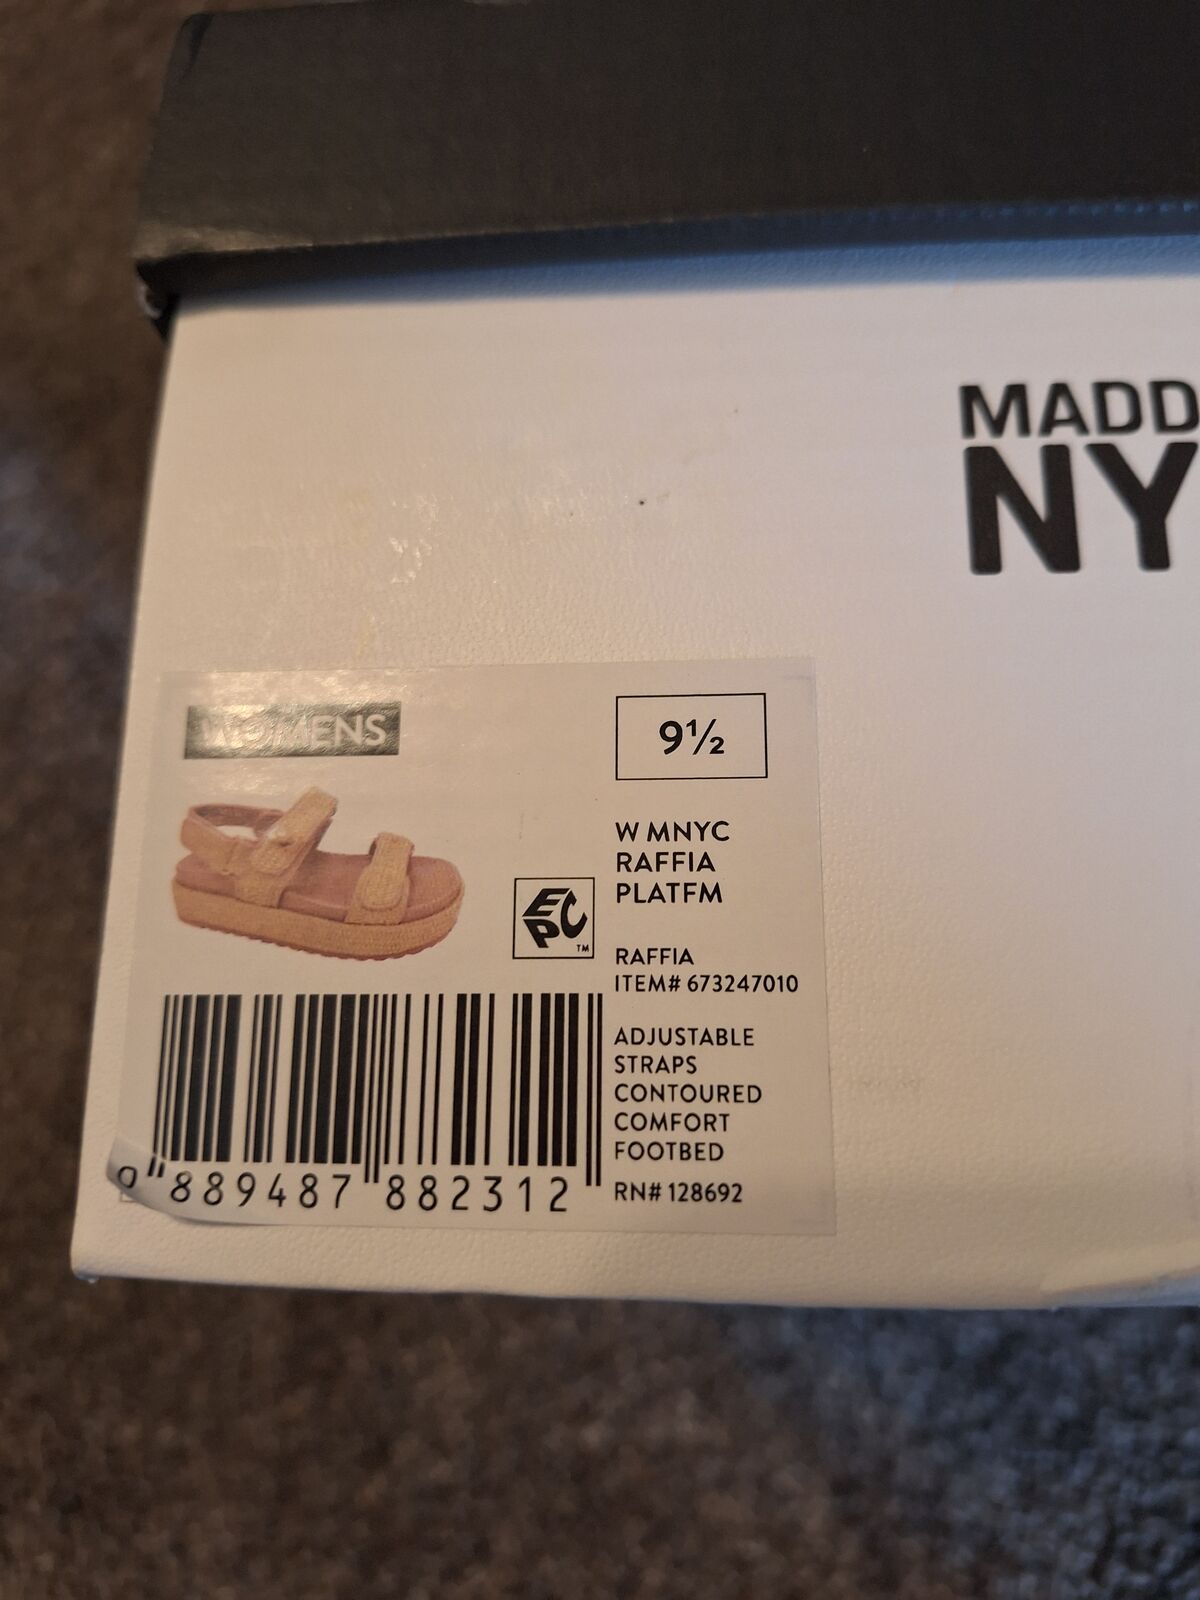 MADD
NY
WOMENS
9½
W MNYC
RAFFIA
PLATFM
EPC
TM
RAFFIA
ITEM# 673247010
ADJUSTABLE
STRAPS
CONTOURED
COMFORT
FOOTBED
RN# 128692
889487 882312